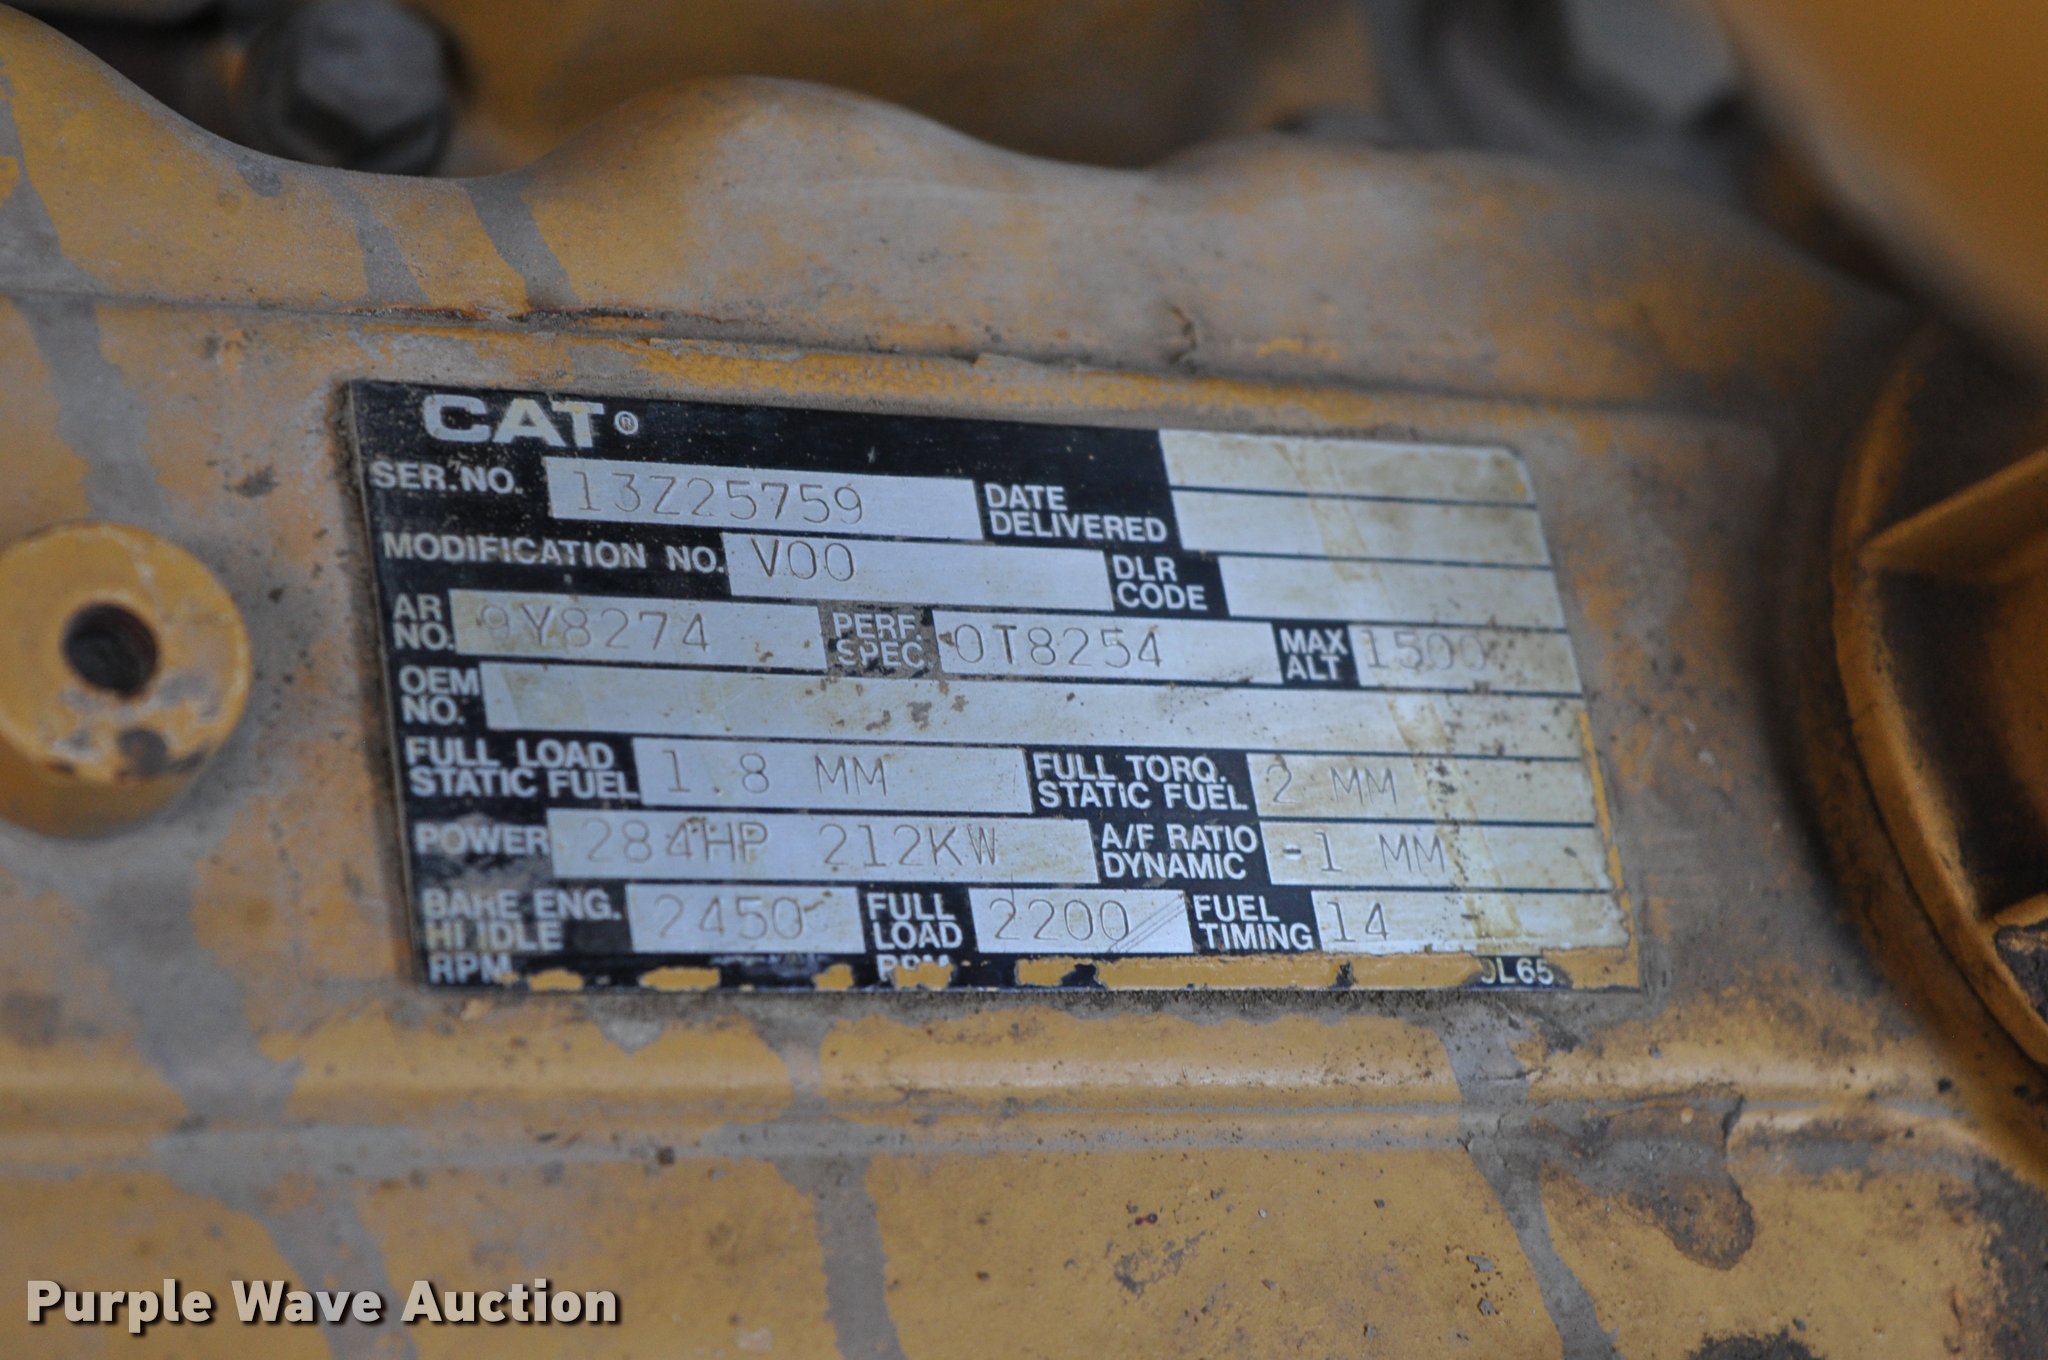 CAT®
SER. NO. 13Z25759 DATE DELIVERED
MODIFICATION NO. V00 DLR CODE
AR NO. 9Y8274 PERF. SPEC. 0T8254 MAX ALT 1500
OEM NO.
FULL LOAD STATIC FUEL 1.8 MM FULL TORQ. STATIC FUEL 2 MM
POWER 284HP 212KW A/F RATIO DYNAMIC -1 MM
BARE ENG. HI IDLE RPM 2450 FULL LOAD RPM 2200 FUEL TIMING 14
JL65
Purple Wave Auction